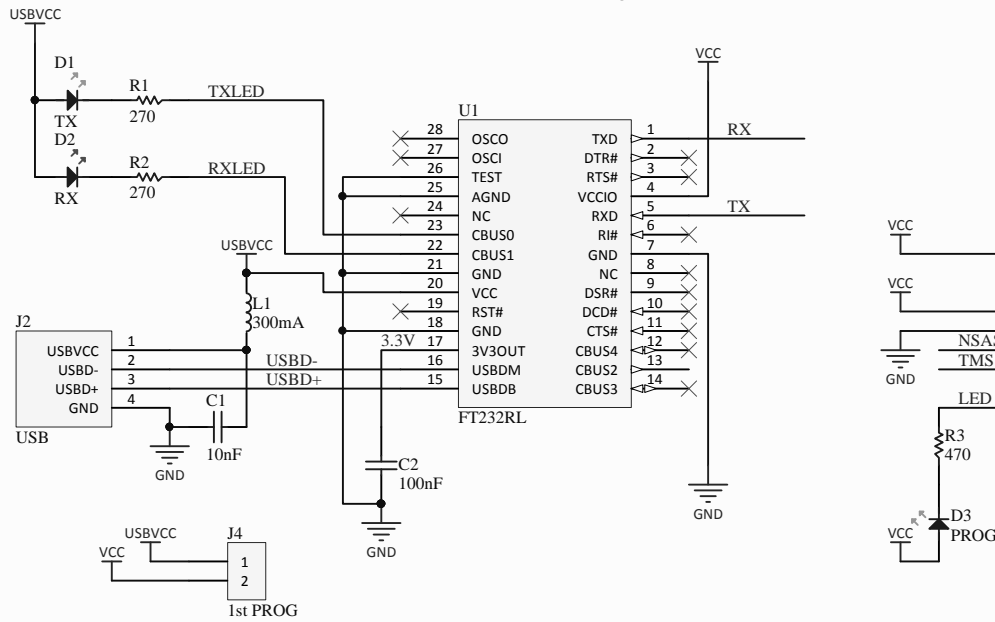 USBVCC
D1
TX
R1
270
TXLED
D2
RX
R2
270
RXLED
USBVCC
L1
300mA
J2
USBVCC 1
USBD- 2
USBD+ 3
GND 4
USB
USBD-
USBD+
C1
10nF
GND
3.3V
C2
100nF
GND
U1
28 OSCO TXD 1
27 OSCI DTR# 2
26 TEST RTS# 3
25 AGND VCCIO 4
24 NC RXD 5
23 CBUS0 RI# 6
22 CBUS1 GND 7
21 GND NC 8
20 VCC DSR# 9
19 RST# DCD# 10
18 GND CTS# 11
17 3V3OUT CBUS4 12
16 USBDM CBUS2 13
15 USBDB CBUS3 14
FT232RL
VCC
RX
TX
GND
USBVCC
VCC
J4
1
2
1st PROG
VCC
VCC
GND
TMS
LED
R3
470
D3
PROG
VCC